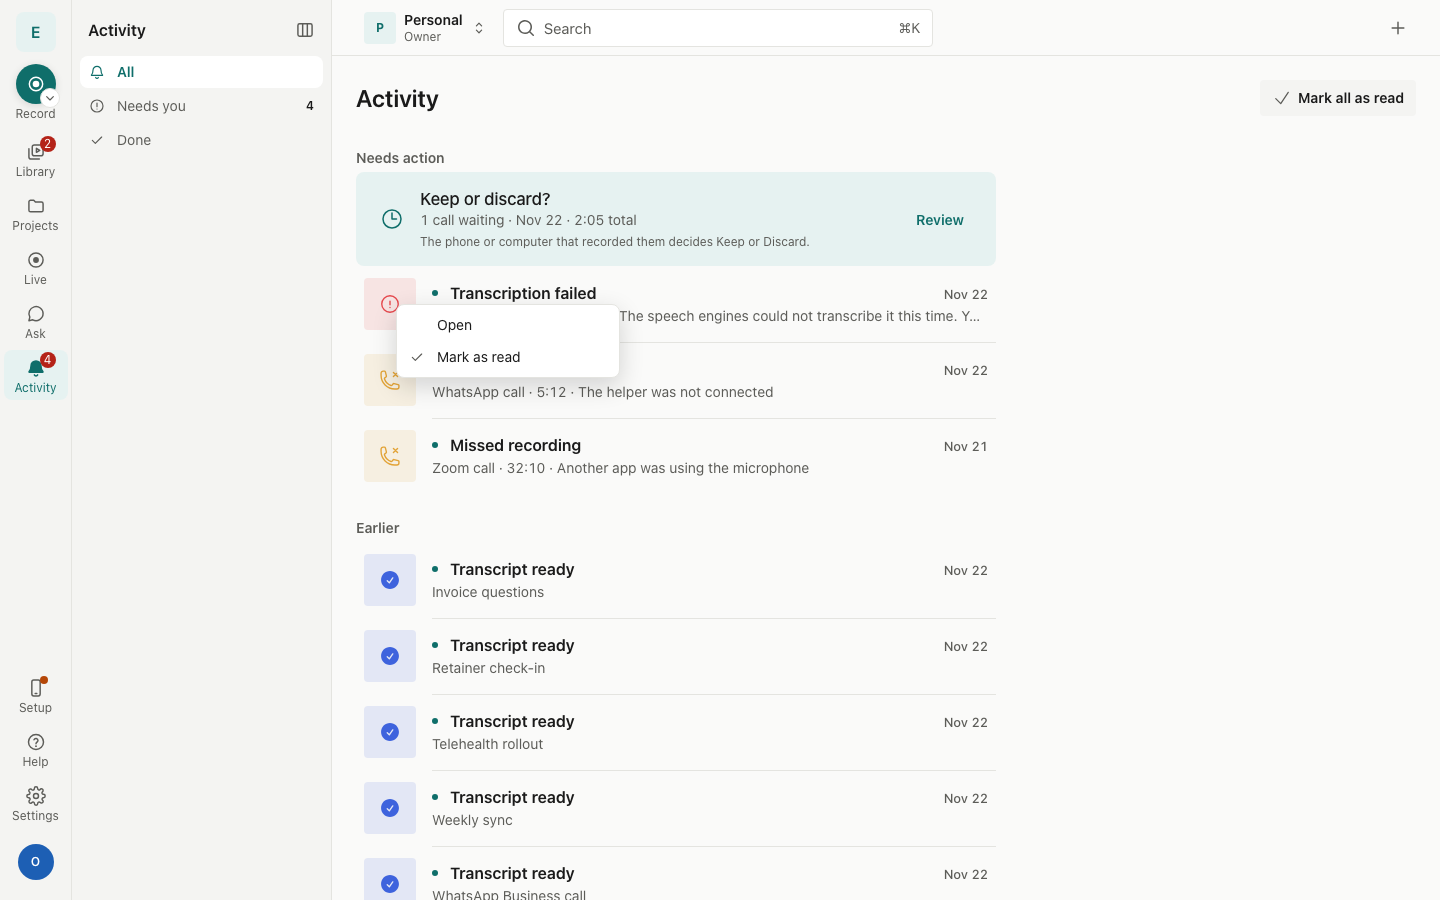 E
Record
2
Library
Projects
Live
Ask
4
Activity
Setup
Help
Settings
O
Activity
All
Needs you 4
Done
P
Personal
Owner
Search ⌘K
Activity
Mark all as read
Needs action
Keep or discard?
1 call waiting · Nov 22 · 2:05 total
The phone or computer that recorded them decides Keep or Discard.
Review
Transcription failed Nov 22
The speech engines could not transcribe it this time. Y...
Open
Mark as read
Nov 22
WhatsApp call · 5:12 · The helper was not connected
Missed recording Nov 21
Zoom call · 32:10 · Another app was using the microphone
Earlier
Transcript ready Nov 22
Invoice questions
Transcript ready Nov 22
Retainer check-in
Transcript ready Nov 22
Telehealth rollout
Transcript ready Nov 22
Weekly sync
Transcript ready Nov 22
WhatsApp Business call